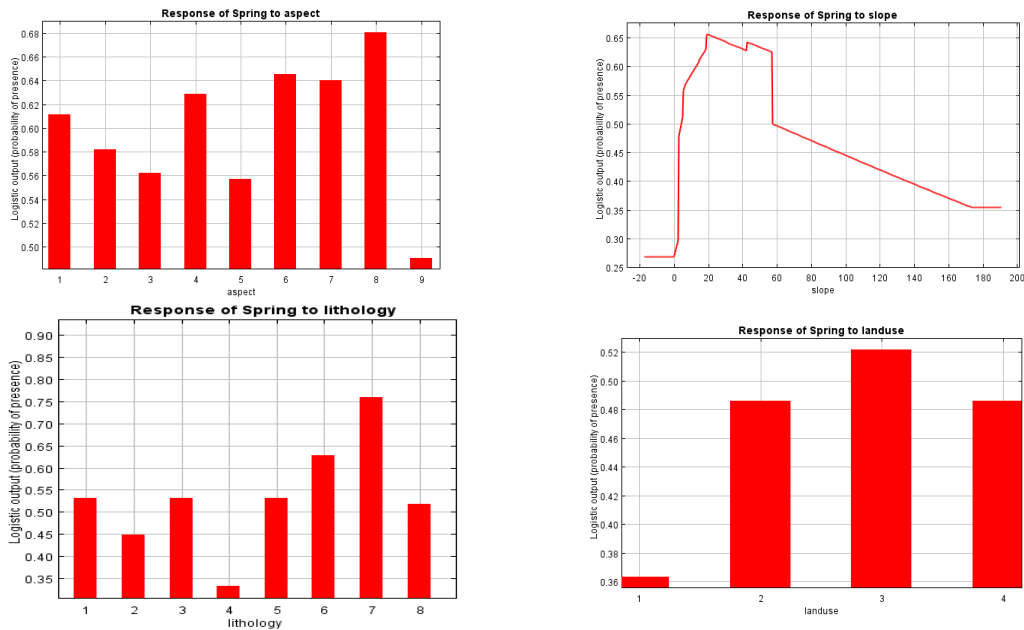 Response of Spring to aspect
Logistic output (probability of presence)
0.68
0.66
0.64
0.62
0.60
0.58
0.56
0.54
0.52
0.50
1 2 3 4 5 6 7 8 9
aspect
Response of Spring to slope
Logistic output (probability of presence)
0.65
0.60
0.55
0.50
0.45
0.40
0.35
0.30
0.25
-20 0 20 40 60 80 100 120 140 160 180 200
slope
Response of Spring to lithology
Logistic output (probability of presence)
0.90
0.85
0.80
0.75
0.70
0.65
0.60
0.55
0.50
0.45
0.40
0.35
1 2 3 4 5 6 7 8
lithology
Response of Spring to landuse
Logistic output (probability of presence)
0.52
0.50
0.48
0.46
0.44
0.42
0.40
0.38
0.36
1 2 3 4
landuse